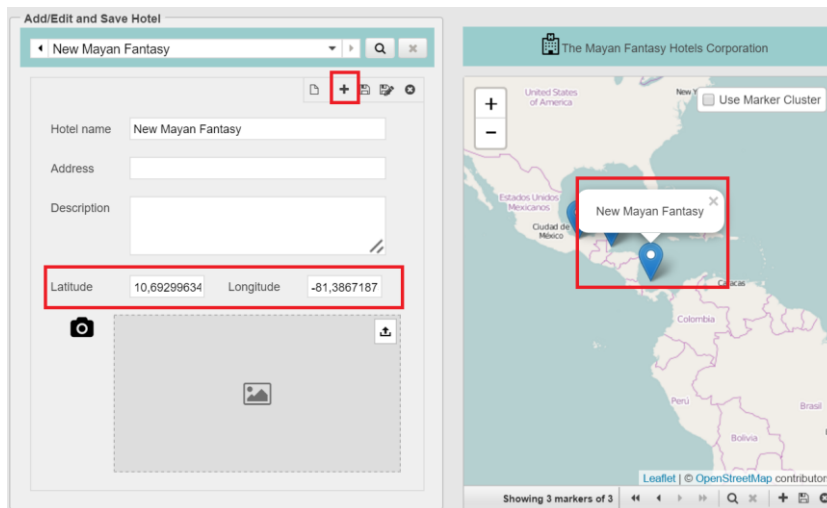 Add/Edit and Save Hotel
New Mayan Fantasy
Hotel name
New Mayan Fantasy
Address
Description
Latitude
10,69299634
Longitude
-81,3867187
The Mayan Fantasy Hotels Corporation
+
−
Use Marker Cluster
United States
of America
New Y
Estados Unidos
Mexicanos
Ciudad de
México
New Mayan Fantasy
Caracas
Colombia
Perú
Brasil
Bolivia
Leaflet | © OpenStreetMap contributor
Showing 3 markers of 3